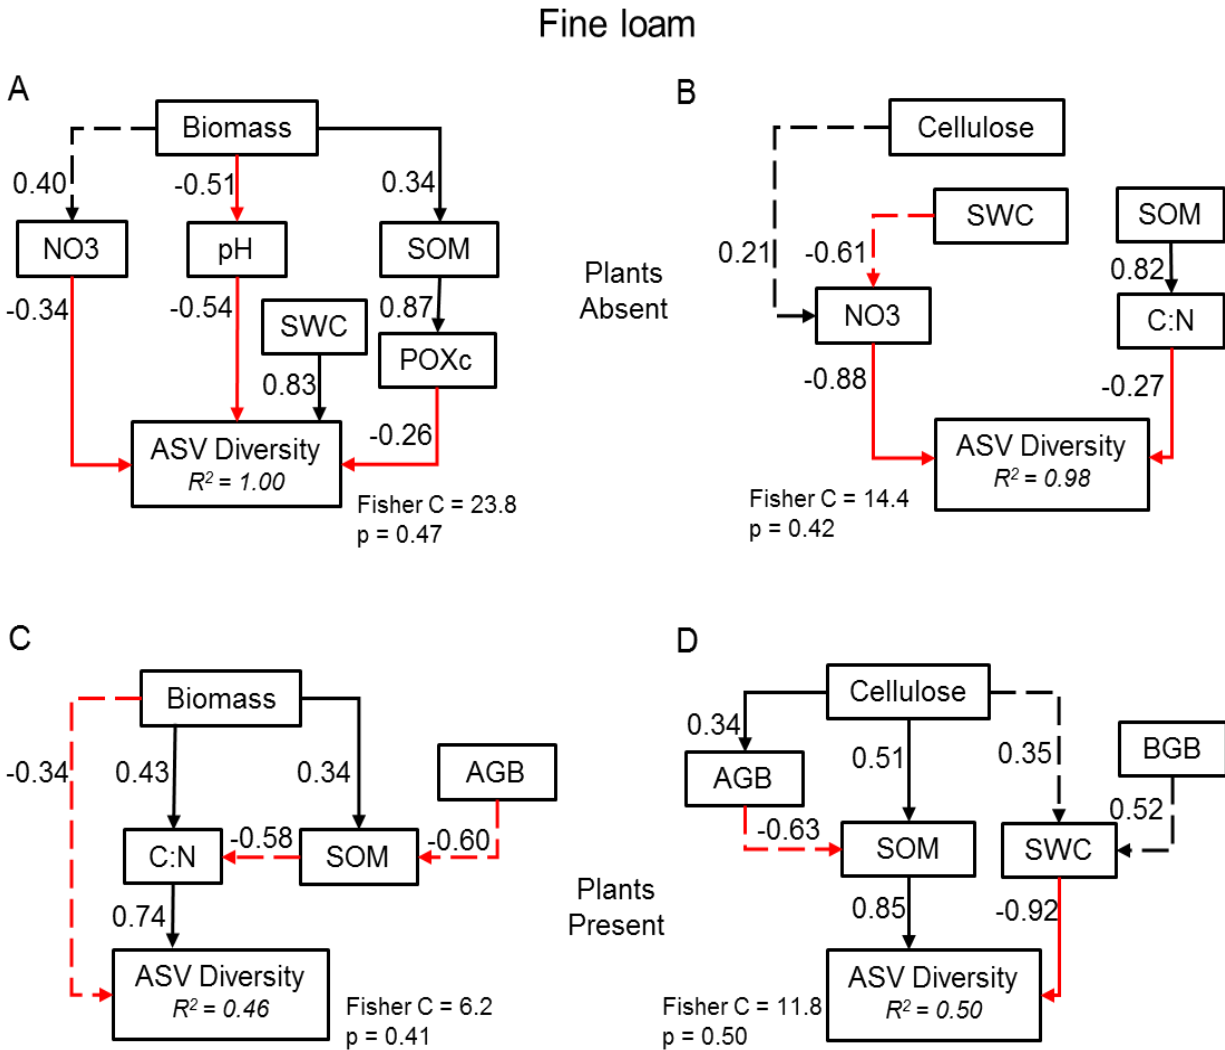 Fine loam
A
Biomass
0.40
-0.51
0.34
NO3
pH
SOM
-0.34
-0.54
SWC
0.87
POXc
0.83
-0.26
ASV Diversity
R² = 1.00
Fisher C = 23.8
p = 0.47
Plants
Absent
B
Cellulose
SWC
SOM
0.21
-0.61
0.82
NO3
C:N
-0.88
-0.27
ASV Diversity
R² = 0.98
Fisher C = 14.4
p = 0.42
C
Biomass
-0.34
0.43
0.34
AGB
C:N
-0.58
SOM
-0.60
0.74
ASV Diversity
R² = 0.46
Fisher C = 6.2
p = 0.41
Plants
Present
D
Cellulose
0.34
0.51
0.35
BGB
AGB
0.52
-0.63
SOM
SWC
0.85
-0.92
ASV Diversity
R² = 0.50
Fisher C = 11.8
p = 0.50